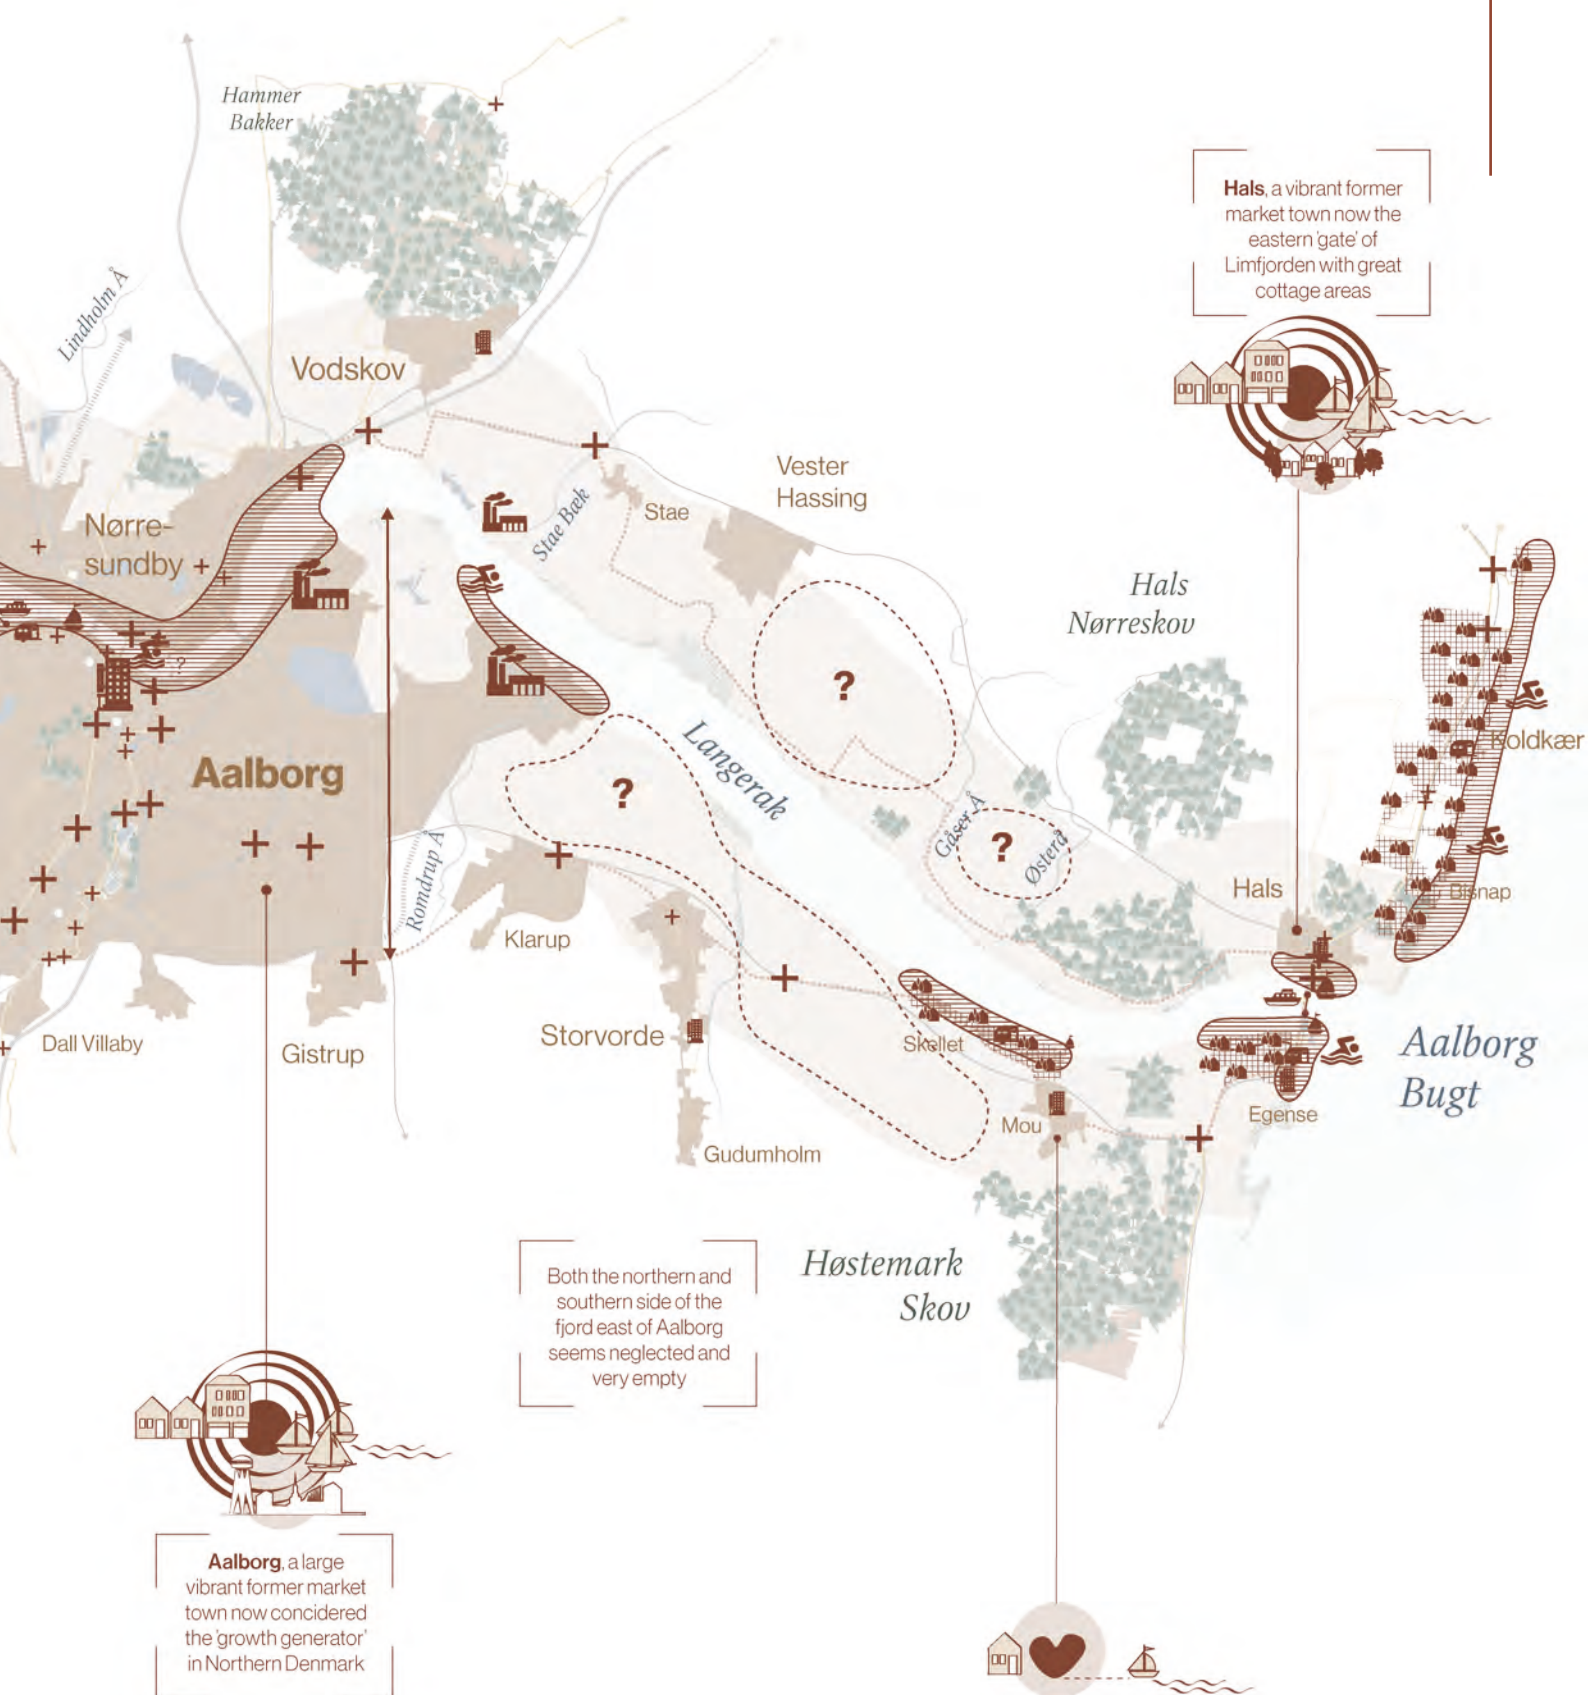 Hammer
Bakker
Hals, a vibrant former
market town now the
eastern 'gate' of
Limfjorden with great
cottage areas
Lindholm Å
Vodskov
Vester
Hassing
Stae
Stae Bæk
Nørre-
sundby
?
Hals
Nørreskov
?
Langerak
Koldkær
Aalborg
?
Gåser Å
?
Østerå
Romdrup Å
Hals
Bisnap
Klarup
Storvorde
Skellet
Dall Villaby
Gistrup
Aalborg
Bugt
Mou
Egense
Gudumholm
Both the northern and
southern side of the
fjord east of Aalborg
seems neglected and
very empty
Høstemark
Skov
Aalborg, a large
vibrant former market
town now concidered
the 'growth generator'
in Northern Denmark